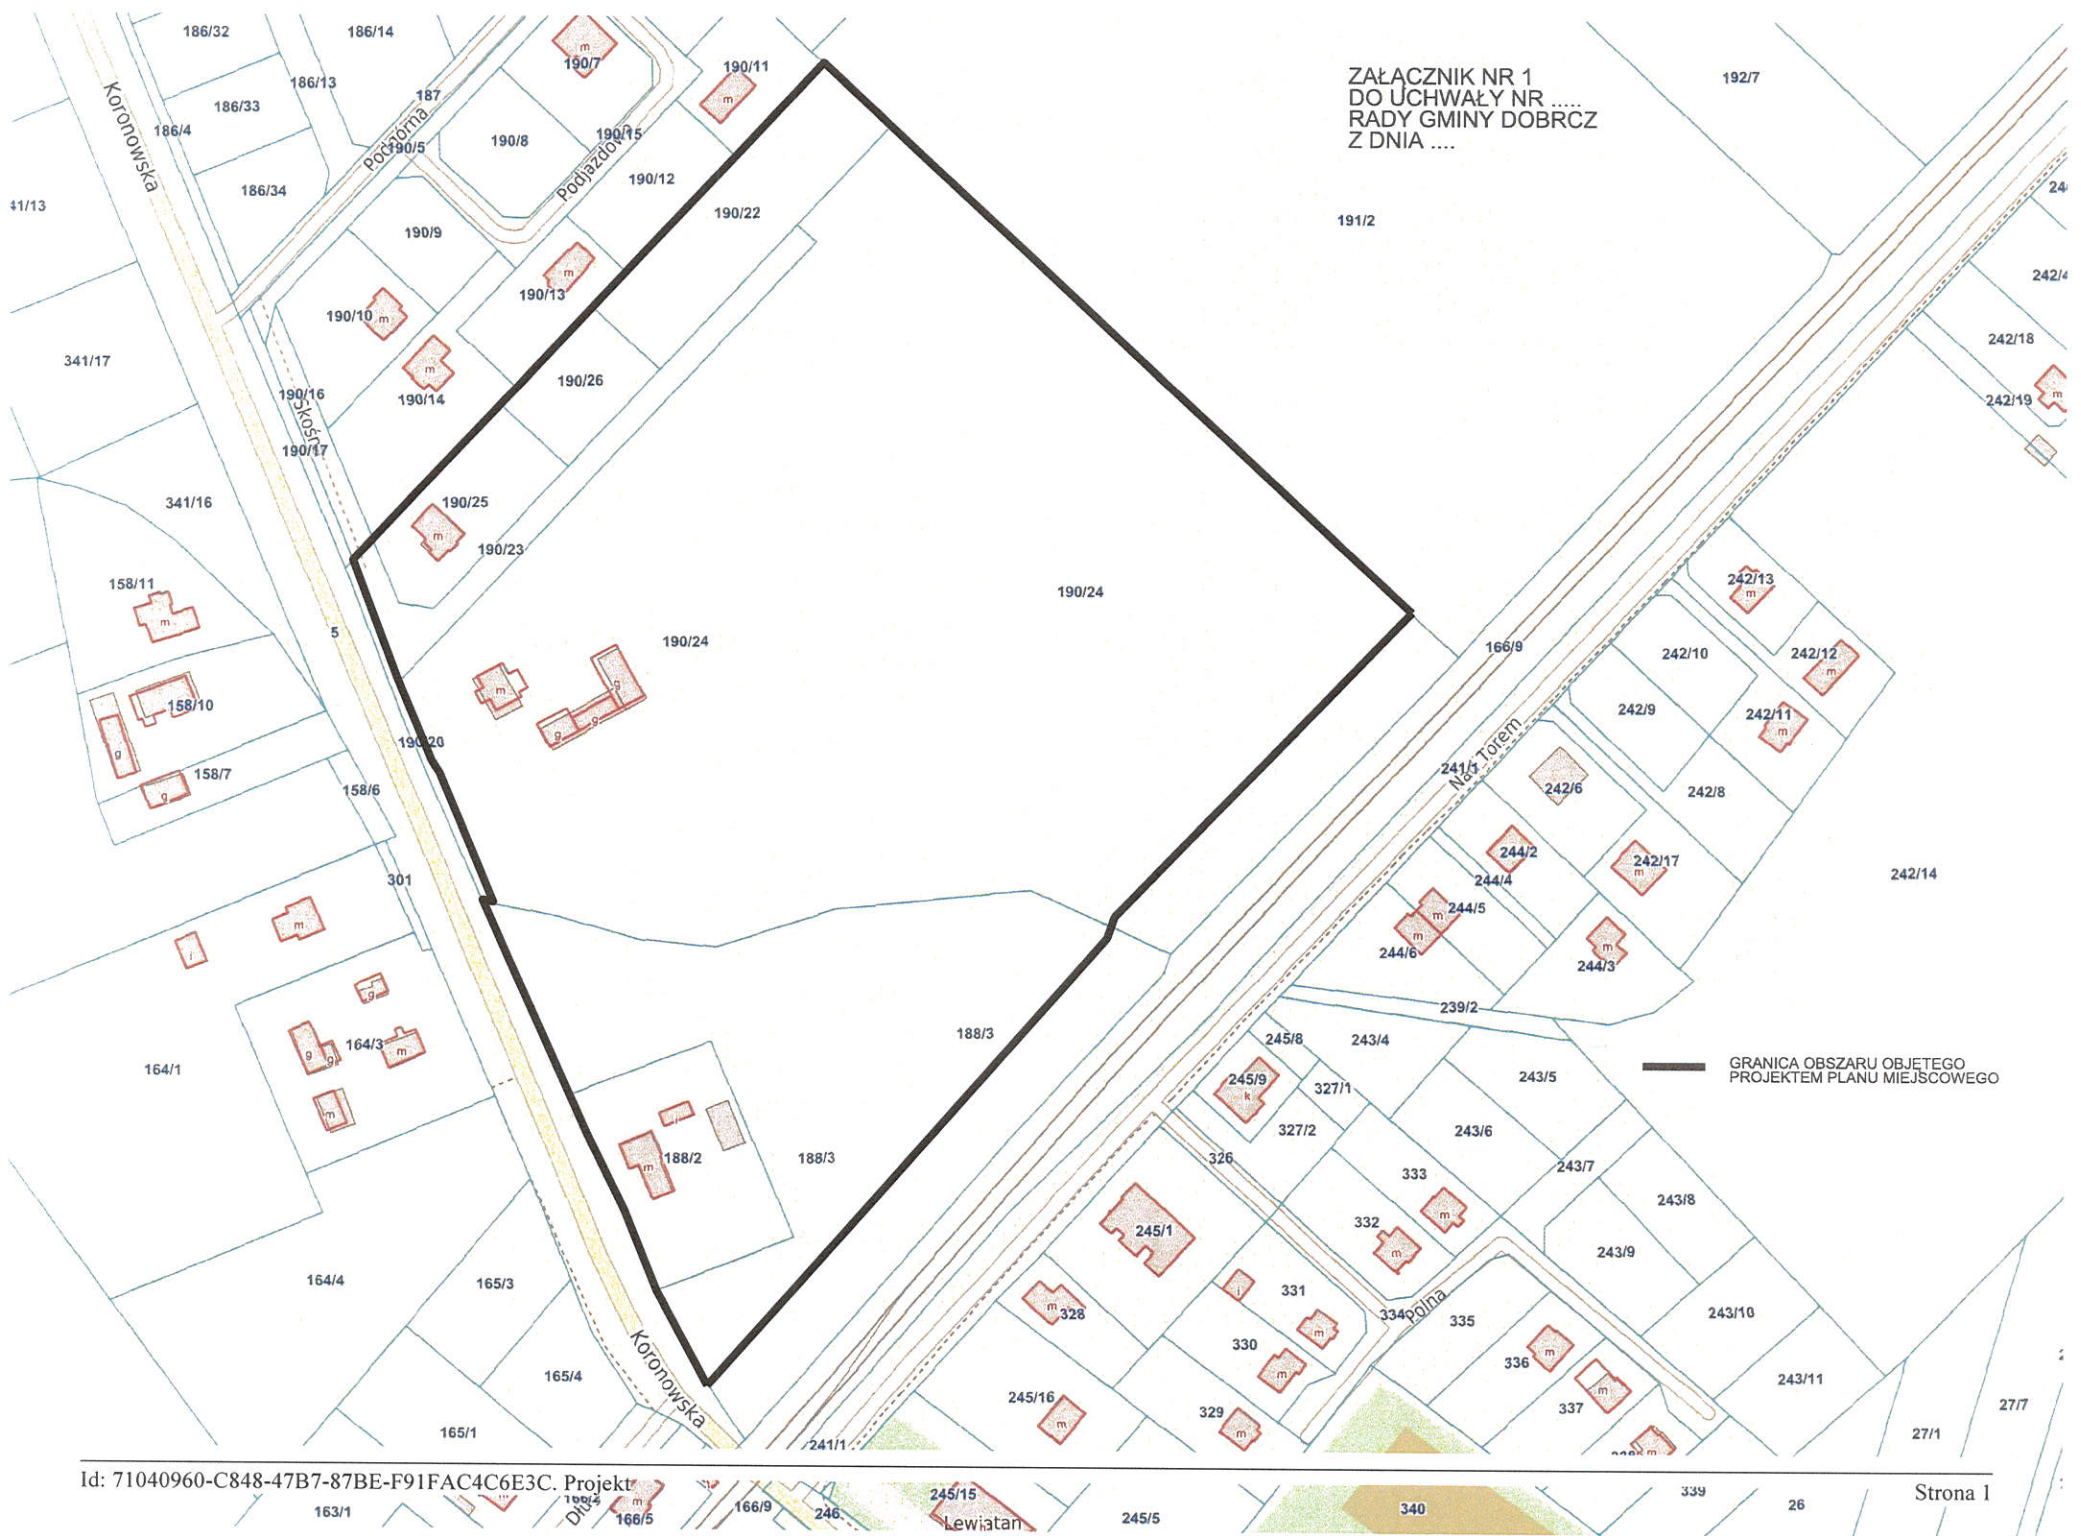 186/32
186/14
190/7
190/11
ZAŁĄCZNIK NR 1
DO UCHWAŁY NR .....
RADY GMINY DOBRCZ
Z DNIA ....
192/7
Koronowska
186/13
186/33
187
186/4
Podgórna
190/5
190/8
190/15
m
m
190/12
186/34
41/13
190/22
191/2
190/9
242/4
190/13
m
190/10
m
242/18
341/17
m
190/14
190/26
190/16
242/19
m
190/17
190/25
341/16
m
190/23
158/11
m
242/13
m
190/24
5
190/24
166/9
242/10
242/12
m
m
g
g
g
158/10
g
242/9
242/11
m
190/20
158/7
g
158/6
241/1
Nad Torem
242/6
242/8
244/2
242/17
m
301
244/4
242/14
m
244/5
m
m
244/6
m
244/3
i
g
239/2
188/3
245/8
243/4
164/3
g
g
m
164/1
243/5
GRANICA OBSZARU OBJĘTEGO
PROJEKTEM PLANU MIEJSCOWEGO
245/9
k
327/1
m
327/2
243/6
188/2
m
188/3
326
333
243/7
243/8
m
332
m
245/1
243/9
164/4
165/3
331
i
m
328
334
Polna
335
243/10
m
330
m
Koronowska
336
m
165/4
243/11
m
337
245/16
m
329
m
27/7
165/1
241/1
27/1
m
Id: 71040960-C848-47B7-87BE-F91FAC4C6E3C. Projekt
Strona 1
163/1
m
166/5
166/9
246
245/15
Lewiatan
245/5
340
339
26